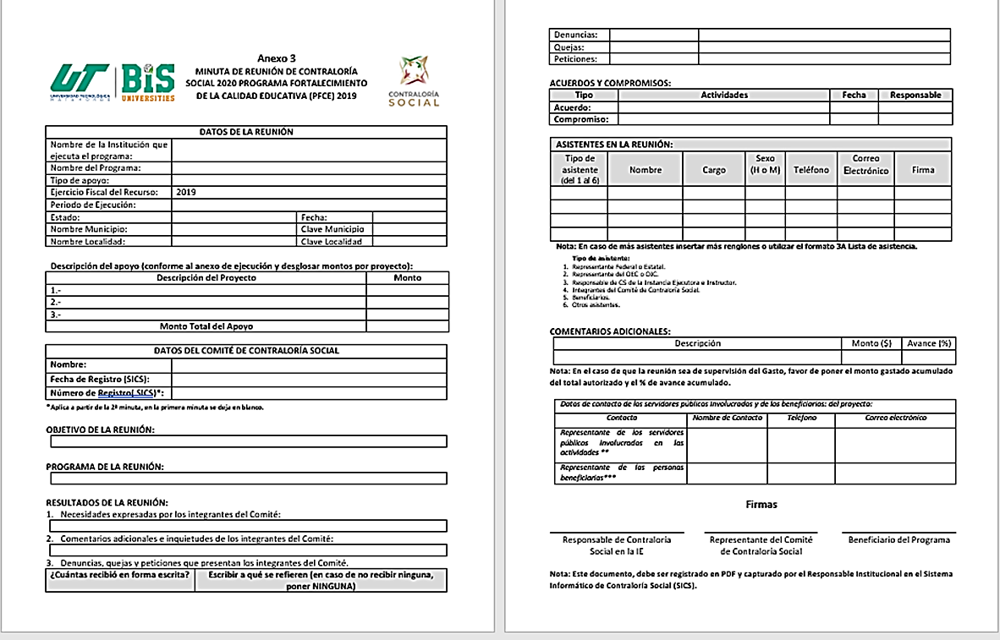 Anexo 3
MINUTA DE REUNIÓN DE CONTRALORÍA
SOCIAL 2020 PROGRAMA FORTALECIMIENTO
DE LA CALIDAD EDUCATIVA (PFCE) 2019
UT BIS
UNIVERSIDAD TECNOLÓGICA UNIVERSITIES
MATAMOROS
CONTRALORÍA
SOCIAL
DATOS DE LA REUNIÓN
Nombre de la Institución que
ejecuta el programa:
Nombre del Programa:
Tipo de apoyo:
Ejercicio Fiscal del Recurso: 2019
Periodo de Ejecución:
Estado: Fecha:
Nombre Municipio: Clave Municipio
Nombre Localidad: Clave Localidad
Descripción del apoyo (conforme al anexo de ejecución y desglosar montos por proyecto):
Descripción del Proyecto Monto
1.-
2.-
3.-
Monto Total del Apoyo
DATOS DEL COMITÉ DE CONTRALORÍA SOCIAL
Nombre:
Fecha de Registro (SICS):
Número de Registro( SICS)*:
*Aplica a partir de la 2ª minuta, en la primera minuta se deja en blanco.
OBJETIVO DE LA REUNIÓN:
PROGRAMA DE LA REUNIÓN:
RESULTADOS DE LA REUNIÓN:
1. Necesidades expresadas por los integrantes del Comité:
2. Comentarios adicionales e inquietudes de los integrantes del Comité:
3. Denuncias, quejas y peticiones que presentan los integrantes del Comité.
¿Cuántas recibió en forma escrita? Escribir a qué se refieren (en caso de no recibir ninguna,
poner NINGUNA)
Denuncias:
Quejas:
Peticiones:
ACUERDOS Y COMPROMISOS:
Tipo Actividades Fecha Responsable
Acuerdo:
Compromiso:
ASISTENTES EN LA REUNIÓN:
Tipo de
asistente
(del 1 al 6) Nombre Cargo Sexo
(H o M) Teléfono Correo
Electrónico Firma
Nota: En caso de más asistentes insertar más renglones o utilizar el formato 3A Lista de asistencia.
Tipo de asistente:
1. Representante Federal o Estatal.
2. Representante del OEC o OIC.
3. Responsable de CS de la Instancia Ejecutora e Instructor.
4. Integrantes del Comité de Contraloría Social.
5. Beneficiarios.
6. Otros asistentes.
COMENTARIOS ADICIONALES:
Descripción Monto ($) Avance (%)
Nota: En el caso de que la reunión sea de supervisión del Gasto, favor de poner el monto gastado acumulado
del total autorizado y el % de avance acumulado.
Datos de contacto de los servidores públicos involucrados y de los beneficiarios: del proyecto:
Contacto Nombre de Contacto Teléfono Correo electrónico
Representante de los servidores
públicos involucrados en las
actividades **
Representante de las personas
beneficiarias***
Firmas
Responsable de Contraloría
Social en la IE
Representante del Comité
de Contraloría Social
Beneficiario del Programa
Nota: Este documento, debe ser registrado en PDF y capturado por el Responsable Institucional en el Sistema
Informático de Contraloría Social (SICS).